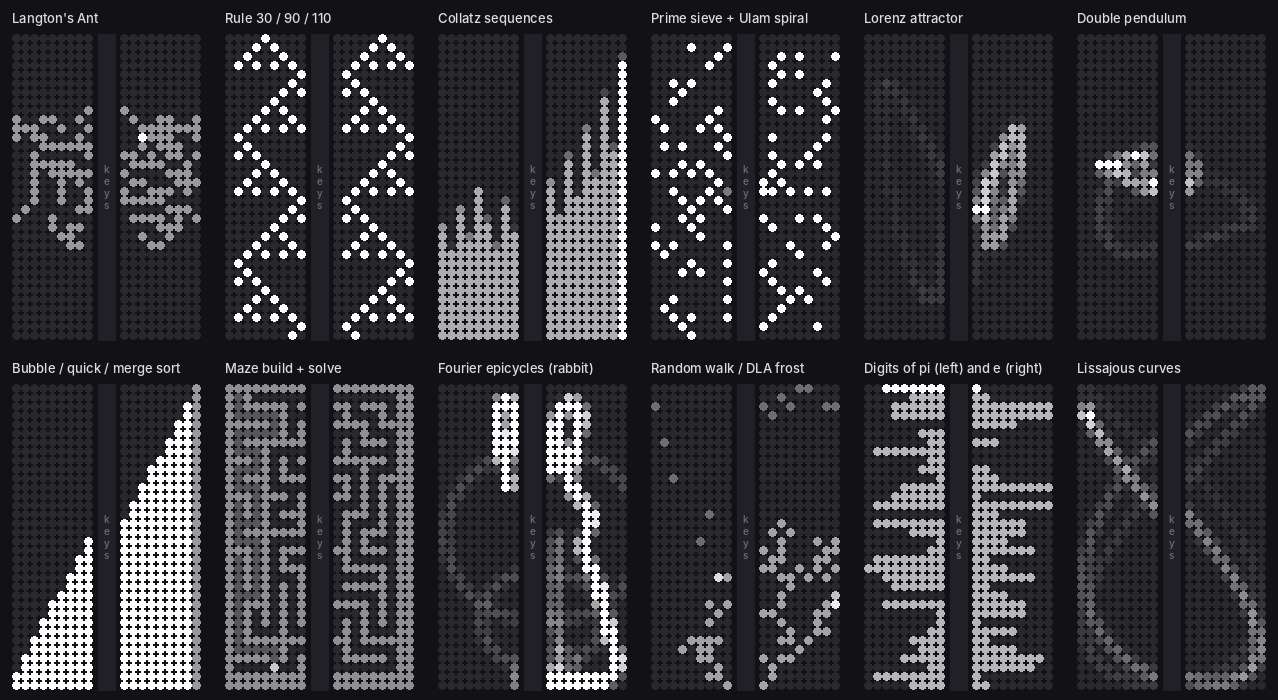 Langton's Ant
Rule 30 / 90 / 110
Collatz sequences
Prime sieve + Ulam spiral
Lorenz attractor
Double pendulum
keys
keys
keys
keys
keys
keys
Bubble / quick / merge sort
Maze build + solve
Fourier epicycles (rabbit)
Random walk / DLA frost
Digits of pi (left) and e (right)
Lissajous curves
keys
keys
keys
keys
keys
keys